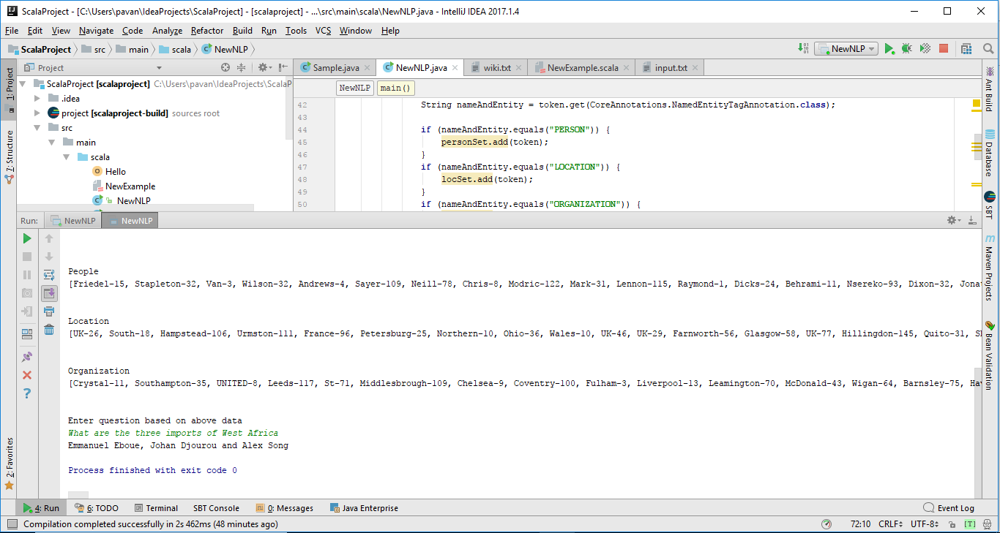 ScalaProject - [C:\Users\pavan\IdeaProjects\ScalaProject] - [scalaproject] - ...\src\main\scala\NewNLP.java - IntelliJ IDEA 2017.1.4
File Edit View Navigate Code Analyze Refactor Build Run Tools VCS Window Help
ScalaProject src main scala NewNLP NewNLP
Project Sample.java NewNLP.java wiki.txt NewExample.scala input.txt
1: Project
7: Structure
2: Favorites
ScalaProject [scalaproject] C:\Users\pavan\IdeaProjects\ScalaP
.idea
project [scalaproject-build] sources root
src
main
scala
Hello
NewExample
NewNLP
NewNLP main()
42 String nameAndEntity = token.get(CoreAnnotations.NamedEntityTagAnnotation.class);
43
44 if (nameAndEntity.equals("PERSON")) {
45 personSet.add(token);
46 }
47 if (nameAndEntity.equals("LOCATION")) {
48 locSet.add(token);
49 }
50 if (nameAndEntity.equals("ORGANIZATION")) {
Ant Build
Database
SBT
Maven Projects
Bean Validation
Run: NewNLP NewNLP
People
[Friedel-15, Stapleton-32, Van-3, Wilson-32, Andrews-4, Sayer-109, Neill-78, Chris-8, Modric-122, Mark-31, Lennon-115, Raymond-1, Dicks-24, Behrami-11, Nsereko-93, Dixon-32, Jona
Location
[UK-26, South-18, Hampstead-106, Urmston-111, France-96, Petersburg-25, Northern-10, Ohio-36, Wales-10, UK-46, UK-29, Farnworth-56, Glasgow-58, UK-77, Hillingdon-145, Quito-31,
Organization
[Crystal-11, Southampton-35, UNITED-8, Leeds-117, St-71, Middlesbrough-109, Chelsea-9, Coventry-100, Fulham-3, Liverpool-13, Leamington-70, McDonald-43, Wigan-64, Barnsley-75, Ha
Enter question based on above data
What are the three imports of West Africa
Emmanuel Eboue, Johan Djourou and Alex Song
Process finished with exit code 0
4: Run 6: TODO Terminal SBT Console 0: Messages Java Enterprise Event Log
Compilation completed successfully in 2s 462ms (48 minutes ago) 72:10 CRLF UTF-8 [T]